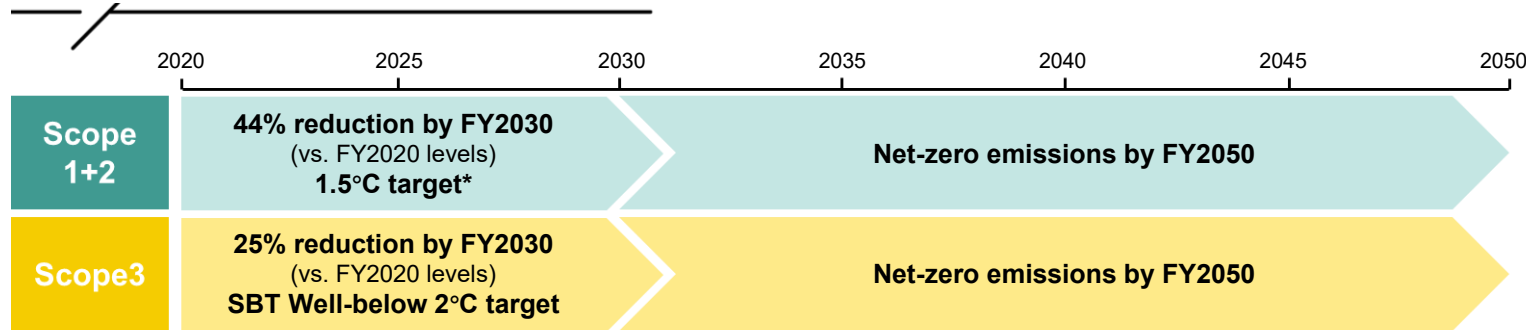 2020 2025 2030 2035 2040 2045 2050
Scope
1+2
44% reduction by FY2030
(vs. FY2020 levels)
1.5°C target*
Net-zero emissions by FY2050
Scope3
25% reduction by FY2030
(vs. FY2020 levels)
SBT Well-below 2°C target
Net-zero emissions by FY2050